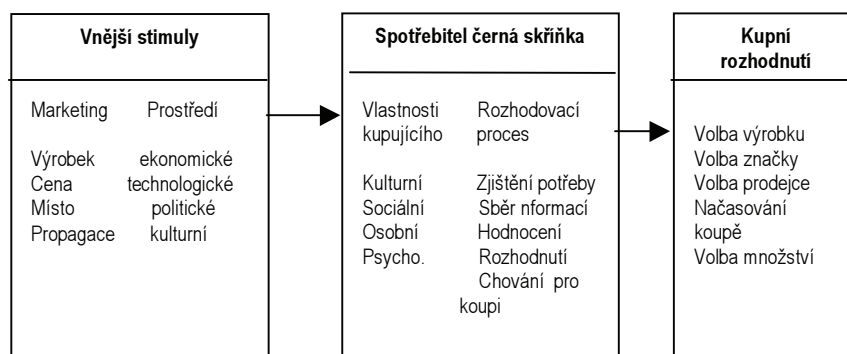 Vnější stimuly
Marketing Prostředí
Výrobek ekonomické
Cena technologické
Místo politické
Propagace kulturní
Spotřebitel černá skříňka
Vlastnosti Rozhodovací
kupujícího proces
Kulturní Zjištění potřeby
Sociální Sběr nformací
Osobní Hodnocení
Psycho. Rozhodnutí
Chování pro
koupi
Kupní
rozhodnutí
Volba výrobku
Volba značky
Volba prodejce
Načasování
koupě
Volba množství